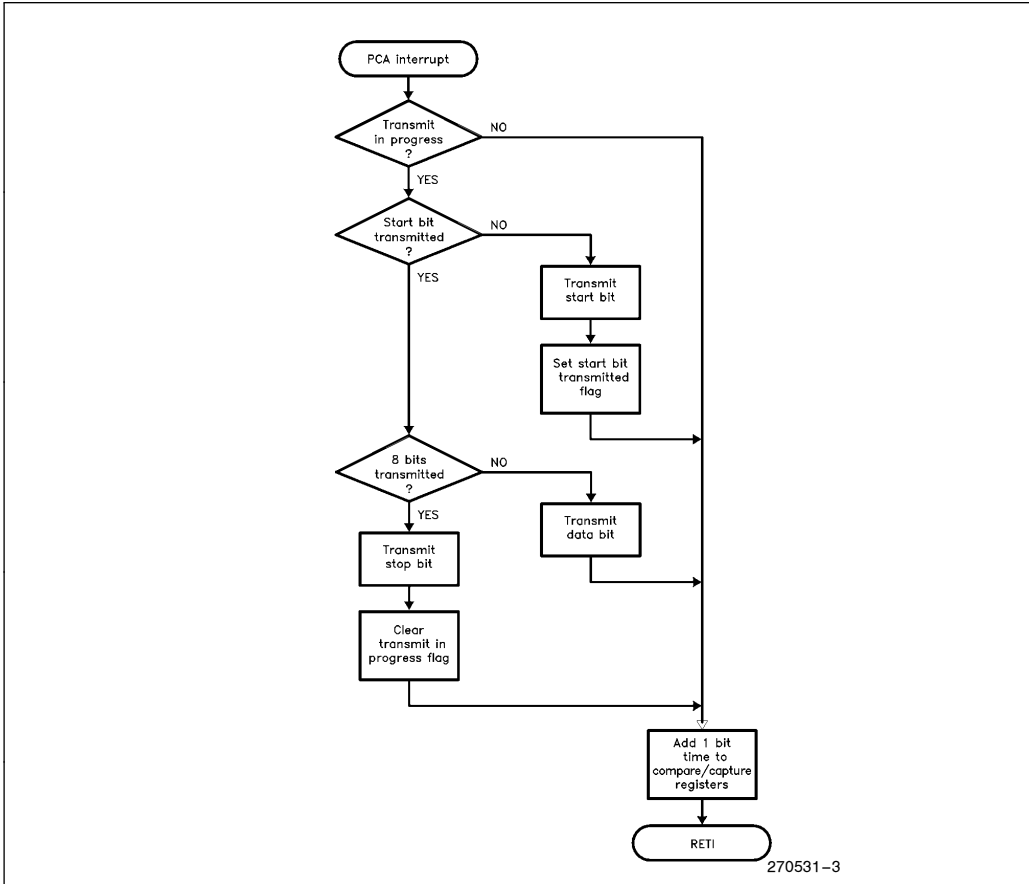 PCA interrupt
Transmit
in progress
?
NO
YES
Start bit
transmitted
?
NO
YES
Transmit
start bit
Set start bit
transmitted
flag
8 bits
transmitted
?
NO
YES
Transmit
data bit
Transmit
stop bit
Clear
transmit in
progress flag
Add 1 bit
time to
compare/capture
registers
RETI
270531–3